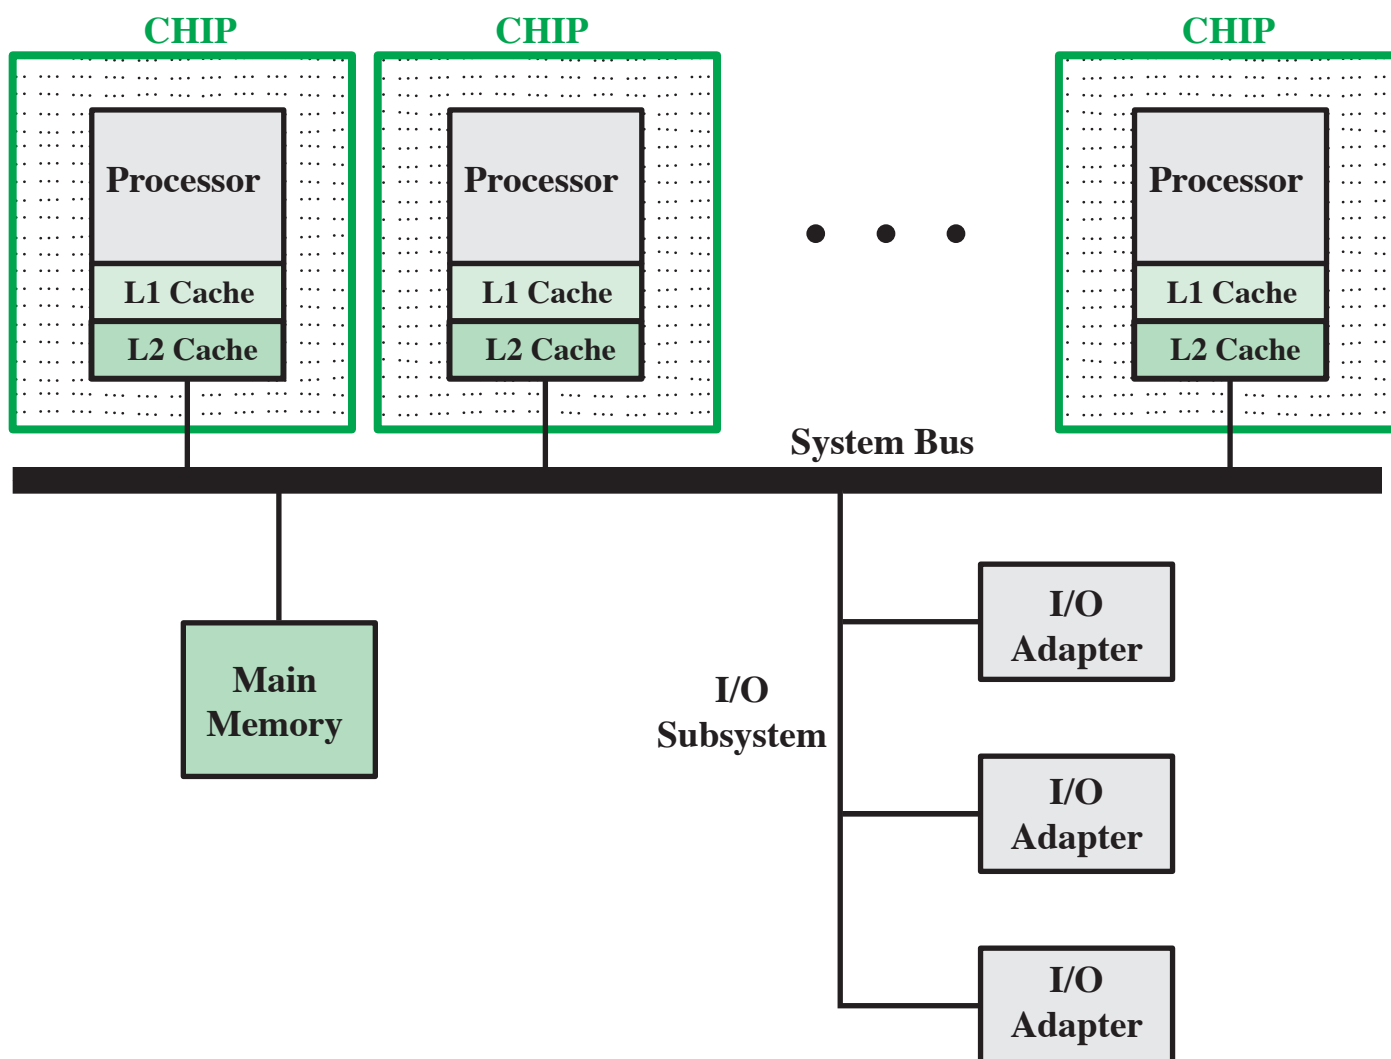 CHIP
CHIP
CHIP
Processor
Processor
Processor
L1 Cache
L1 Cache
L1 Cache
L2 Cache
L2 Cache
L2 Cache
System Bus
Main
Memory
I/O
Subsystem
I/O
Adapter
I/O
Adapter
I/O
Adapter